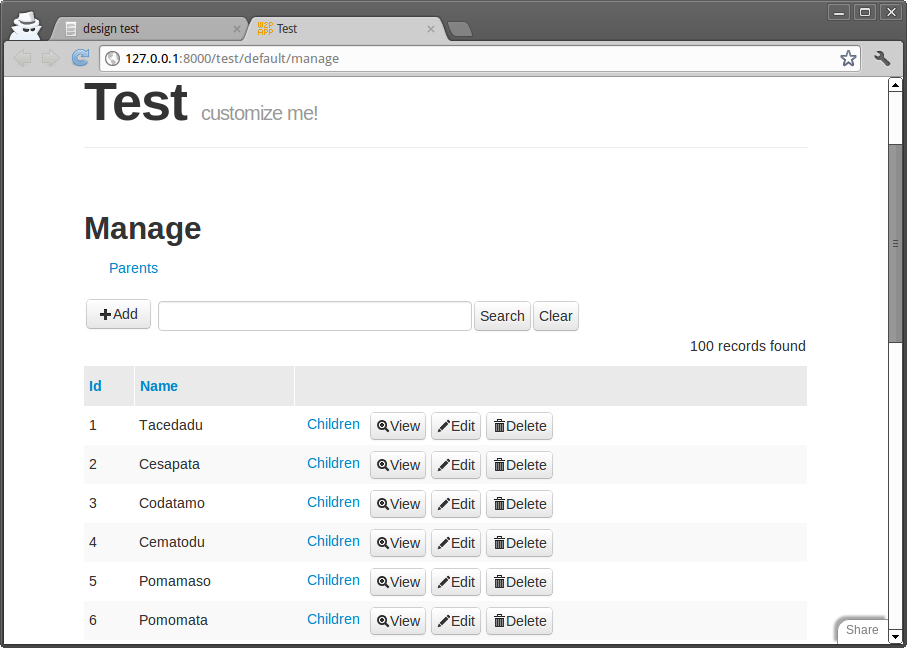 design test
W2P APP Test
127.0.0.1:8000/test/default/manage
Test customize me!
Manage
Parents
Add Search Clear
100 records found
Id Name
1 Tacedadu Children View Edit Delete
2 Cesapata Children View Edit Delete
3 Codatamo Children View Edit Delete
4 Cematodu Children View Edit Delete
5 Pomamaso Children View Edit Delete
6 Pomomata Children View Edit Delete
Share